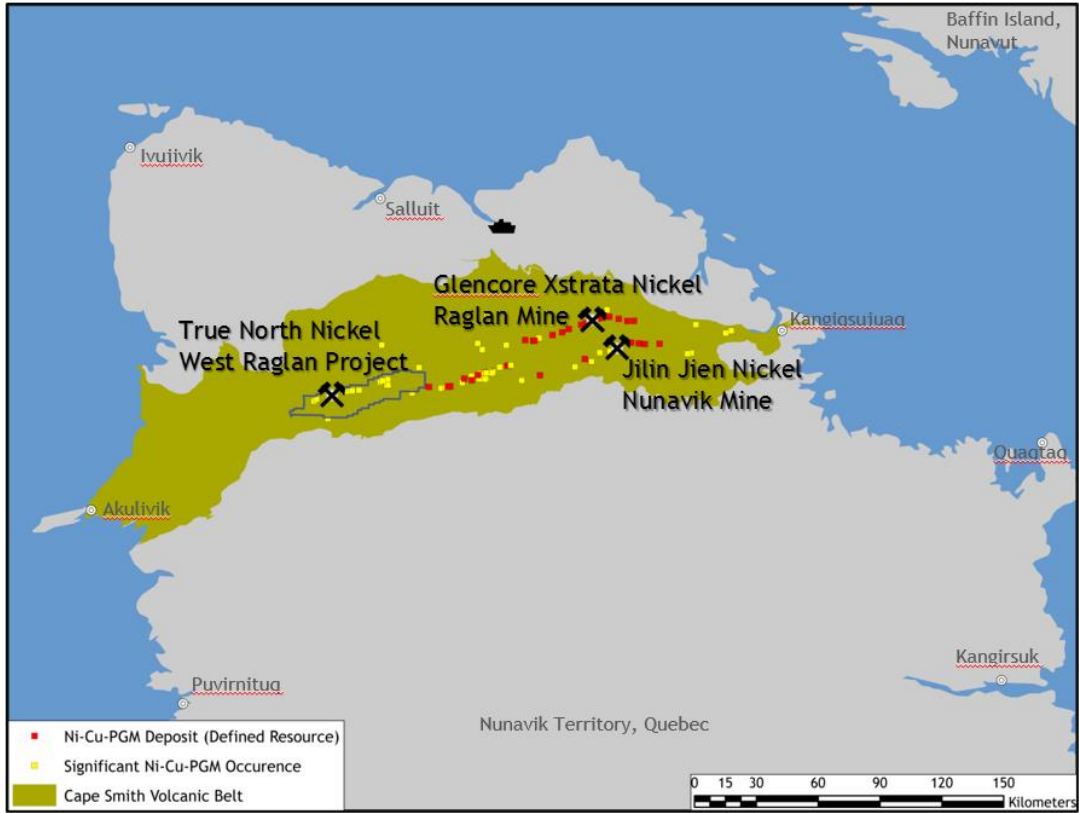 Baffin Island,
Nunavut
Ivujivik
Salluit
Glencore Xstrata Nickel
Raglan Mine
Kangiqsujuaq
True North Nickel
West Raglan Project
Jilin Jien Nickel
Nunavik Mine
Quaqtaq
Akulivik
Kangirsuk
Puvirnituq
Nunavik Territory, Quebec
Ni-Cu-PGM Deposit (Defined Resource)
Significant Ni-Cu-PGM Occurence
Cape Smith Volcanic Belt
0 15 30 60 90 120 150
Kilometers